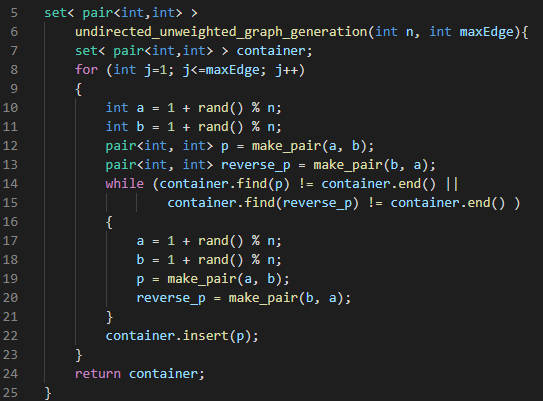 5 set< pair<int,int> >
6 undirected_unweighted_graph_generation(int n, int maxEdge){
7 set< pair<int,int> > container;
8 for (int j=1; j<=maxEdge; j++)
9 {
10 int a = 1 + rand() % n;
11 int b = 1 + rand() % n;
12 pair<int, int> p = make_pair(a, b);
13 pair<int, int> reverse_p = make_pair(b, a);
14 while (container.find(p) != container.end() ||
15 container.find(reverse_p) != container.end() )
16 {
17 a = 1 + rand() % n;
18 b = 1 + rand() % n;
19 p = make_pair(a, b);
20 reverse_p = make_pair(b, a);
21 }
22 container.insert(p);
23 }
24 return container;
25 }